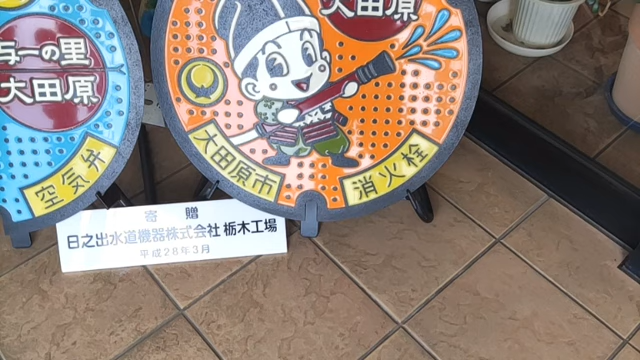 与一の里
大田原
空気弁
大田原
大田原市
消火栓
寄贈
日之出水道機器株式会社 栃木工場
平成28年3月